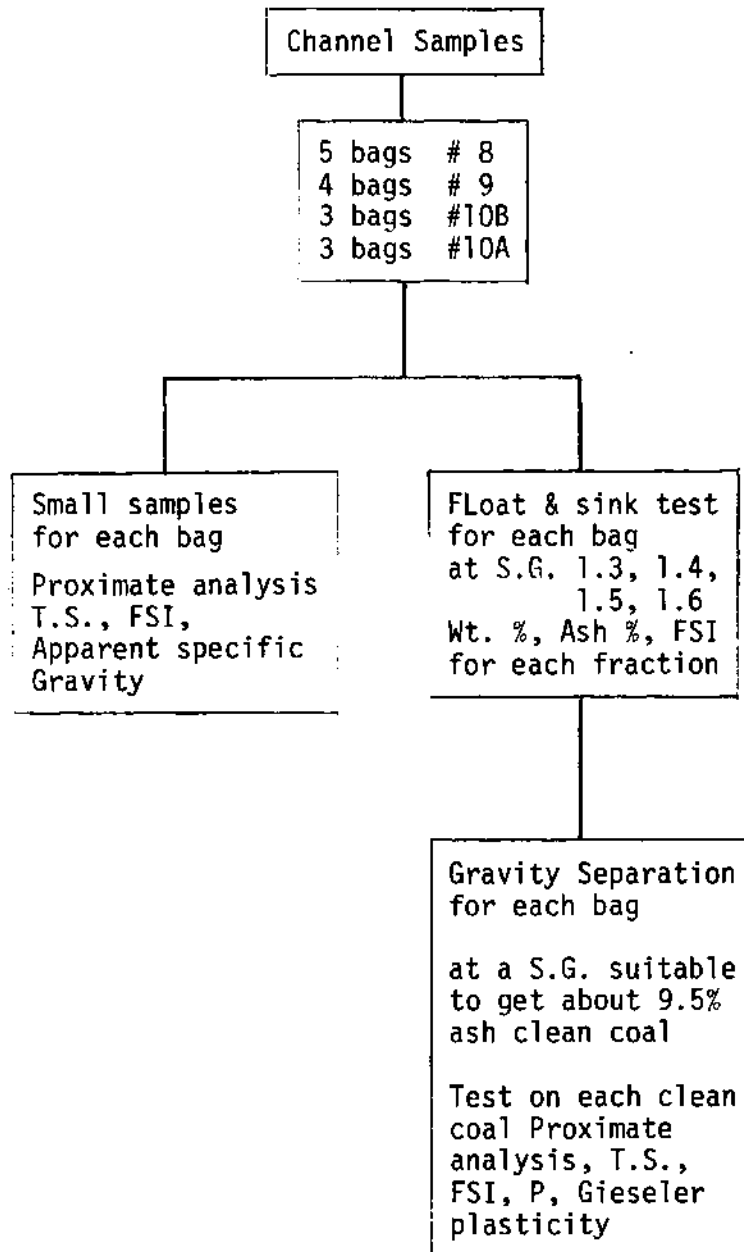 Channel Samples
5 bags # 8
4 bags # 9
3 bags #10B
3 bags #10A
Small samples
for each bag
Proximate analysis
T.S., FSI,
Apparent specific
Gravity
FLoat & sink test
for each bag
at S.G. 1.3, 1.4,
1.5, 1.6
Wt. %, Ash %, FSI
for each fraction
Gravity Separation
for each bag
at a S.G. suitable
to get about 9.5%
ash clean coal
Test on each clean
coal Proximate
analysis, T.S.,
FSI, P, Gieseler
plasticity